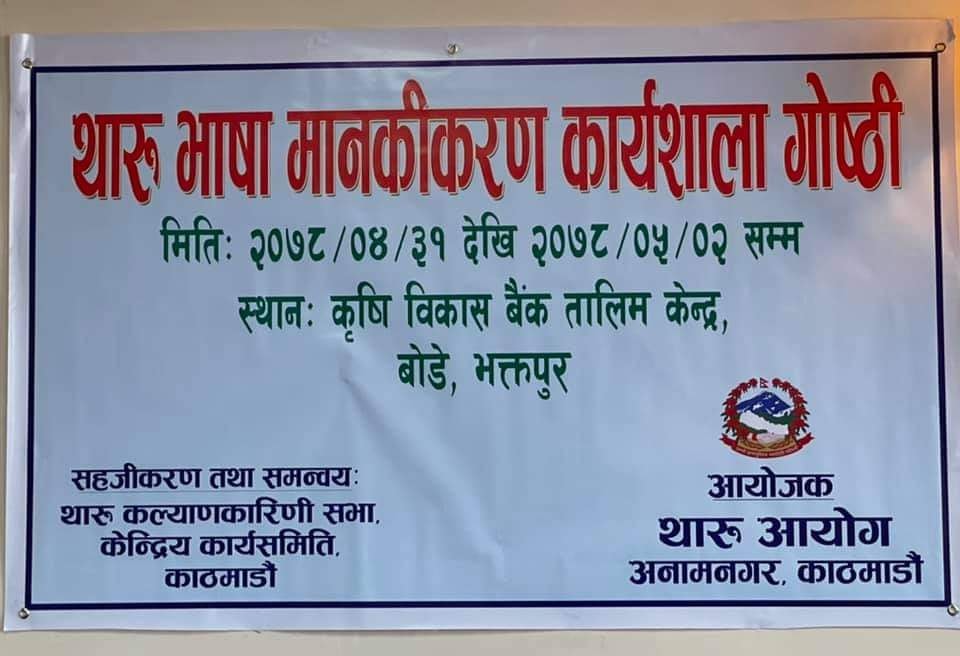 थारू भाषा मानकीकरण कार्यशाला गोष्ठी
मितिः २०७८/०४/३१ देखि २०७८/०५/०२ सम्म
स्थानः कृषि विकास बैंक तालिम केन्द्र,
बोडे, भक्तपुर
सहजीकरण तथा समन्वयः
थारू कल्याणकारिणी सभा,
केन्द्रिय कार्यसमिति,
काठमाडौं
आयोजक
थारू आयोग
अनामनगर, काठमाडौं